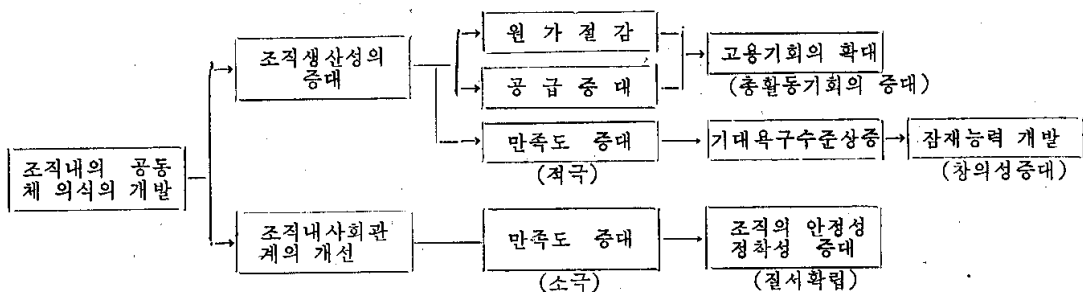 원 가 절 감
조직생산성의
증대
고용기회의 확대
(총활동기회의 증대)
공 급 증 대
만족도 증대
(적극)
기대욕구수준상증
잠재능력 개발
(창의성증대)
조직내의 공동
체 의식의 개발
조직내사회관
계의 개선
만족도 증대
(소극)
조직의 안정성
정착성 증대
(질서확립)